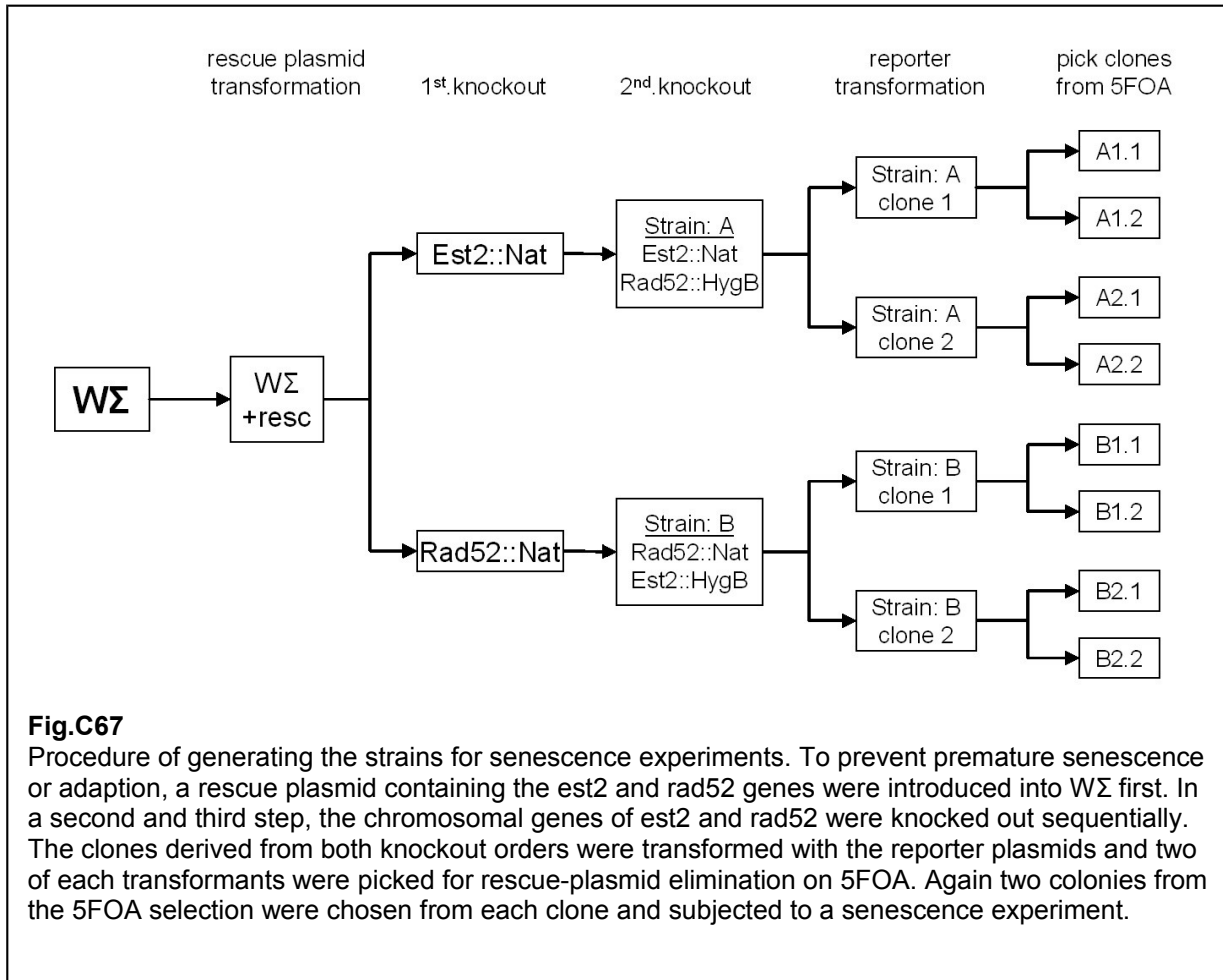 rescue plasmid
transformation
1st.knockout
2nd.knockout
reporter
transformation
pick clones
from 5FOA
WΣ
WΣ
+resc
Est2::Nat
Rad52::Nat
Strain: A
Est2::Nat
Rad52::HygB
Strain: B
Rad52::Nat
Est2::HygB
Strain: A
clone 1
Strain: A
clone 2
Strain: B
clone 1
Strain: B
clone 2
A1.1
A1.2
A2.1
A2.2
B1.1
B1.2
B2.1
B2.2
Fig.C67
Procedure of generating the strains for senescence experiments. To prevent premature senescence
or adaption, a rescue plasmid containing the est2 and rad52 genes were introduced into WΣ first. In
a second and third step, the chromosomal genes of est2 and rad52 were knocked out sequentially.
The clones derived from both knockout orders were transformed with the reporter plasmids and two
of each transformants were picked for rescue-plasmid elimination on 5FOA. Again two colonies from
the 5FOA selection were chosen from each clone and subjected to a senescence experiment.